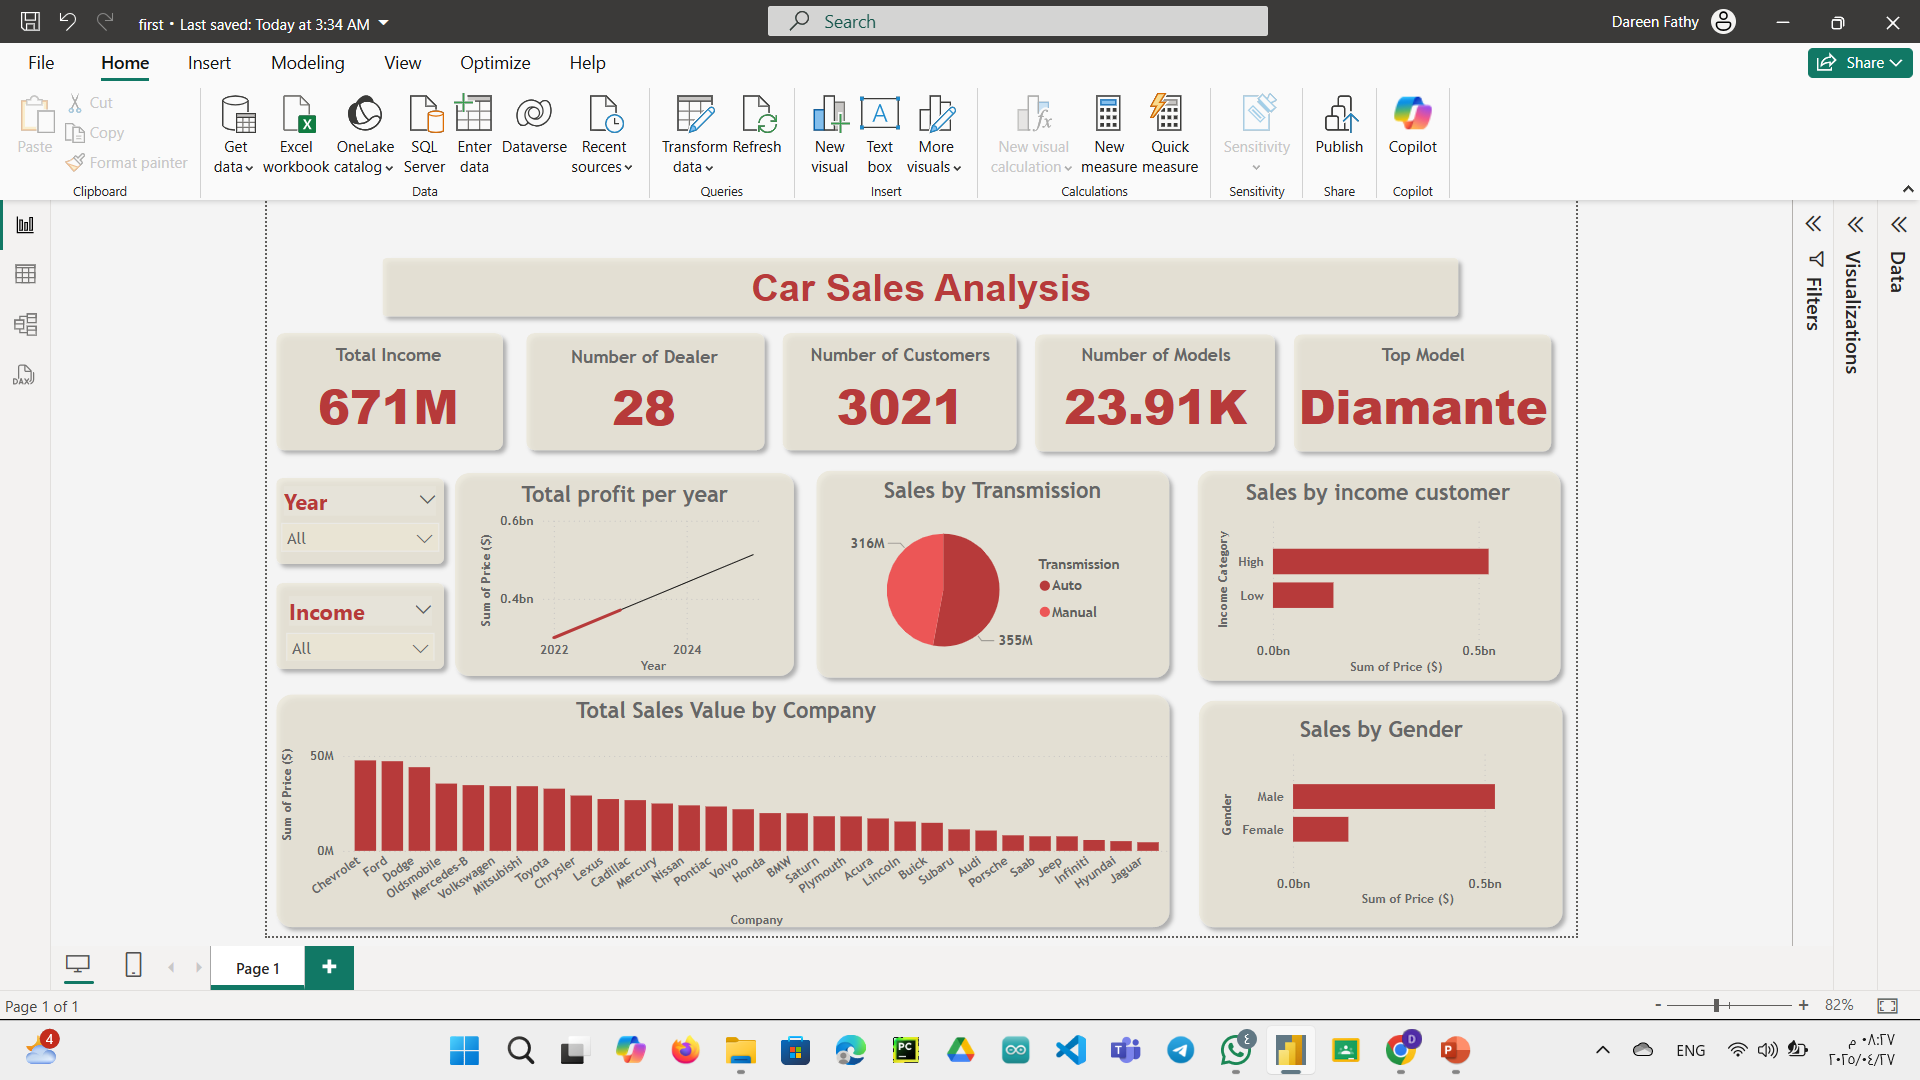 first • Last saved: Today at 3:34 AM
Search
Dareen Fathy
File Home Insert Modeling View Optimize Help
Share
Paste
Cut
Copy
Format painter
Clipboard
Get data
Excel workbook
OneLake catalog
SQL Server
Enter data
Dataverse
Recent sources
Data
Transform data
Refresh
Queries
New visual
Text box
More visuals
Insert
New visual calculation
New measure
Quick measure
Calculations
Sensitivity
Sensitivity
Publish
Share
Copilot
Copilot
DAX
Filters
Visualizations
Data
Car Sales Analysis
Total Income
671M
Number of Dealer
28
Number of Customers
3021
Number of Models
23.91K
Top Model
Diamante
Year
All
Income
All
Total profit per year
Sum of Price ($)
0.6bn
0.4bn
2022 2024
Year
Sales by Transmission
316M
355M
Transmission
Auto
Manual
Sales by income customer
Income Category
High
Low
0.0bn 0.5bn
Sum of Price ($)
Total Sales Value by Company
Sum of Price ($)
50M
0M
Chevrolet Ford Dodge Oldsmobile Mercedes-B Volkswagen Mitsubishi Toyota Chrysler Lexus Cadillac Mercury Nissan Pontiac Volvo Honda BMW Saturn Plymouth Acura Lincoln Buick Subaru Audi Porsche Saab Jeep Infiniti Hyundai Jaguar
Company
Sales by Gender
Gender
Male
Female
0.0bn 0.5bn
Sum of Price ($)
Page 1
Page 1 of 1
- + 82%
4
PC
٤
D
P
ENG
٠٨:٢٧ م
٢٠٢٥/٠٤/٢٧